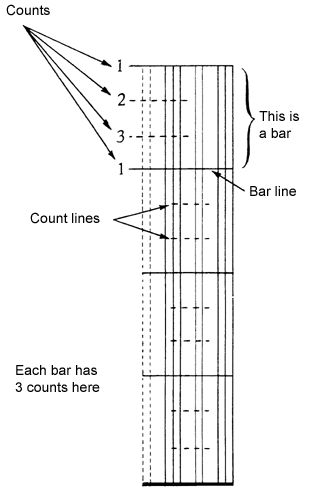 Counts
1
2
3
1
This is
a bar
Bar line
Count lines
Each bar has
3 counts here